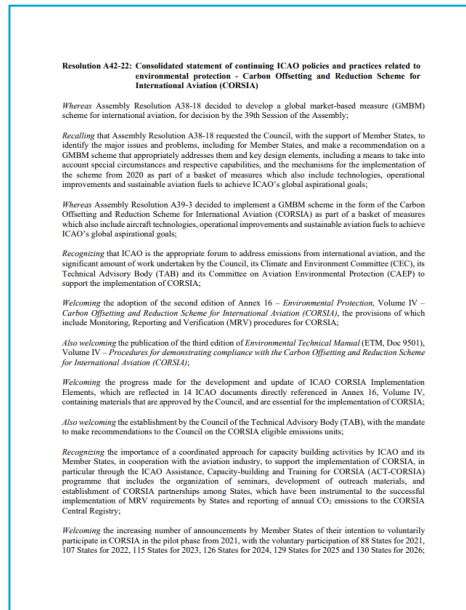 Resolution A42-22: Consolidated statement of continuing ICAO policies and practices related to
environmental protection - Carbon Offsetting and Reduction Scheme for
International Aviation (CORSIA)
Whereas Assembly Resolution A38-18 decided to develop a global market-based measure (GMBM)
scheme for international aviation, for decision by the 39th Session of the Assembly;
Recalling that Assembly Resolution A38-18 requested the Council, with the support of Member States, to
identify the major issues and problems, including for Member States, and make a recommendation on a
GMBM scheme that appropriately addresses them and key design elements, including a means to take into
account special circumstances and respective capabilities, and the mechanisms for the implementation of
the scheme from 2020 as part of a basket of measures which also include technologies, operational
improvements and sustainable aviation fuels to achieve ICAO's global aspirational goals;
Whereas Assembly Resolution A39-3 decided to implement a GMBM scheme in the form of the Carbon
Offsetting and Reduction Scheme for International Aviation (CORSIA) as part of a basket of measures
which also include aircraft technologies, operational improvements and sustainable aviation fuels to achieve
ICAO's global aspirational goals;
Recognizing that ICAO is the appropriate forum to address emissions from international aviation, and the
significant amount of work undertaken by the Council, its Climate and Environment Committee (CEC), its
Technical Advisory Body (TAB) and its Committee on Aviation Environmental Protection (CAEP) to
support the implementation of CORSIA;
Welcoming the adoption of the second edition of Annex 16 – Environmental Protection, Volume IV –
Carbon Offsetting and Reduction Scheme for International Aviation (CORSIA), the provisions of which
include Monitoring, Reporting and Verification (MRV) procedures for CORSIA;
Also welcoming the publication of the third edition of Environmental Technical Manual (ETM, Doc 9501),
Volume IV – Procedures for demonstrating compliance with the Carbon Offsetting and Reduction Scheme
for International Aviation (CORSIA);
Welcoming the progress made for the development and update of ICAO CORSIA Implementation
Elements, which are reflected in 14 ICAO documents directly referenced in Annex 16, Volume IV,
containing materials that are approved by the Council, and are essential for the implementation of CORSIA;
Also welcoming the establishment by the Council of the Technical Advisory Body (TAB), with the mandate
to make recommendations to the Council on the CORSIA eligible emissions units;
Recognizing the importance of a coordinated approach for capacity building activities by ICAO and its
Member States, in cooperation with the aviation industry, to support the implementation of CORSIA, in
particular through the ICAO Assistance, Capacity-building and Training for CORSIA (ACT-CORSIA)
programme that includes the organization of seminars, development of outreach materials, and
establishment of CORSIA partnerships among States, which have been instrumental to the successful
implementation of MRV requirements by States and reporting of annual CO₂ emissions to the CORSIA
Central Registry;
Welcoming the increasing number of announcements by Member States of their intention to voluntarily
participate in CORSIA in the pilot phase from 2021, with the voluntary participation of 88 States for 2021,
107 States for 2022, 115 States for 2023, 126 States for 2024, 129 States for 2025 and 130 States for 2026;